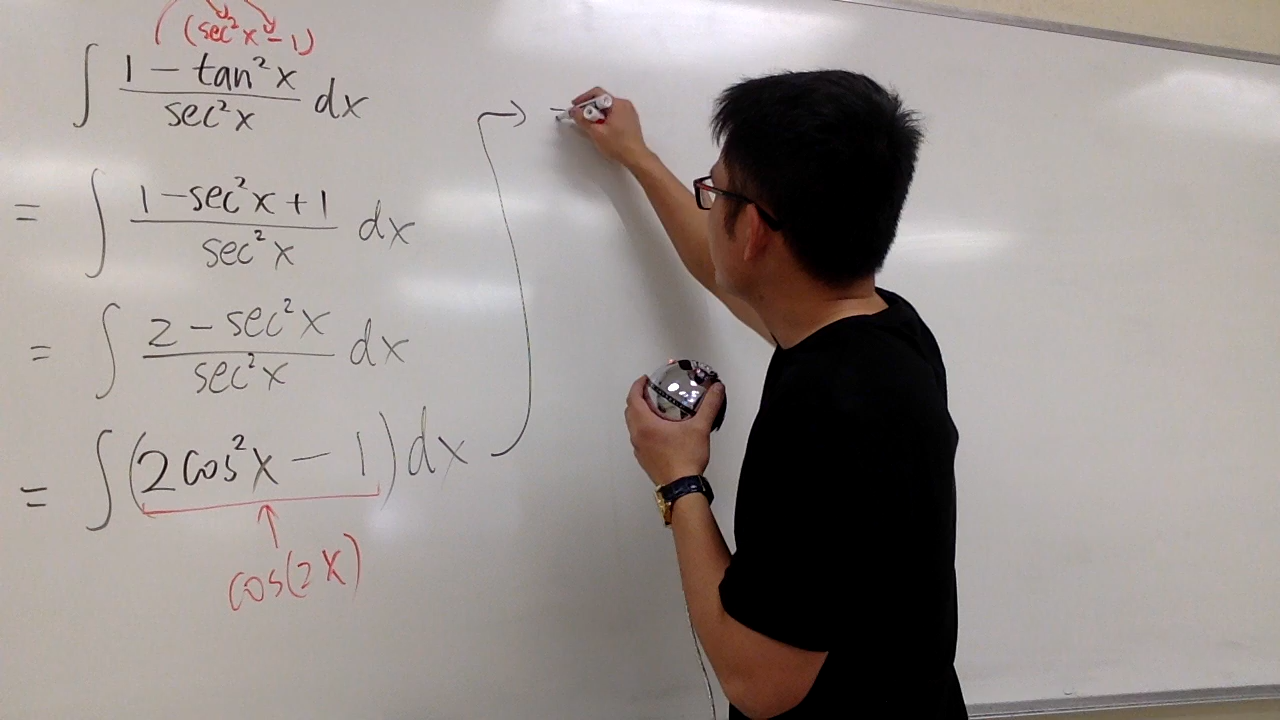 (sec²x - 1)
∫ (1 - tan²x)/(sec²x) dx
= ∫ (1 - sec²x + 1)/(sec²x) dx
= ∫ (2 - sec²x)/(sec²x) dx
= ∫ (2cos²x - 1) dx
cos(2x)